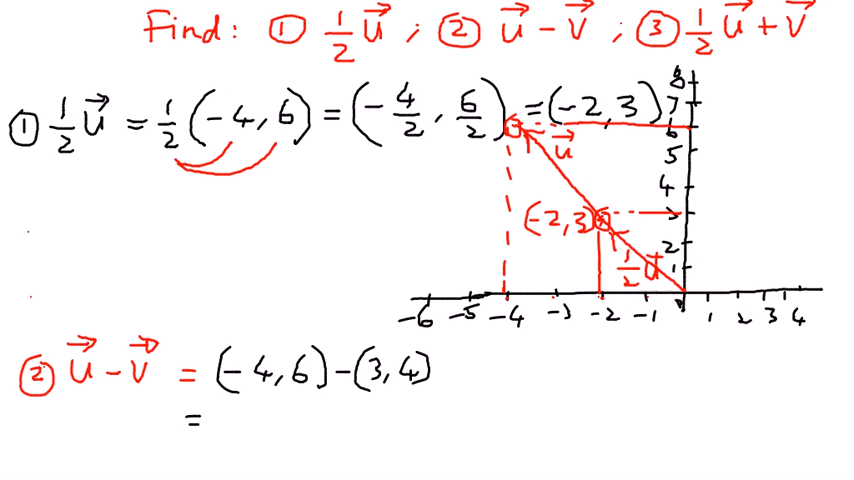 Find: ① 1/2 u⃗ ; ② u⃗ − v⃗ ; ③ 1/2 u⃗ + v⃗
① 1/2 u⃗ = 1/2 (−4, 6) = (−4/2, 6/2) = (−2, 3)
8
7
6
u⃗
5
4
(−2, 3)
3
2
1/2 u⃗
1
−6 −5 −4 −3 −2 −1 0 1 2 3 4
② u⃗ − v⃗ = (−4, 6) − (3, 4)
=